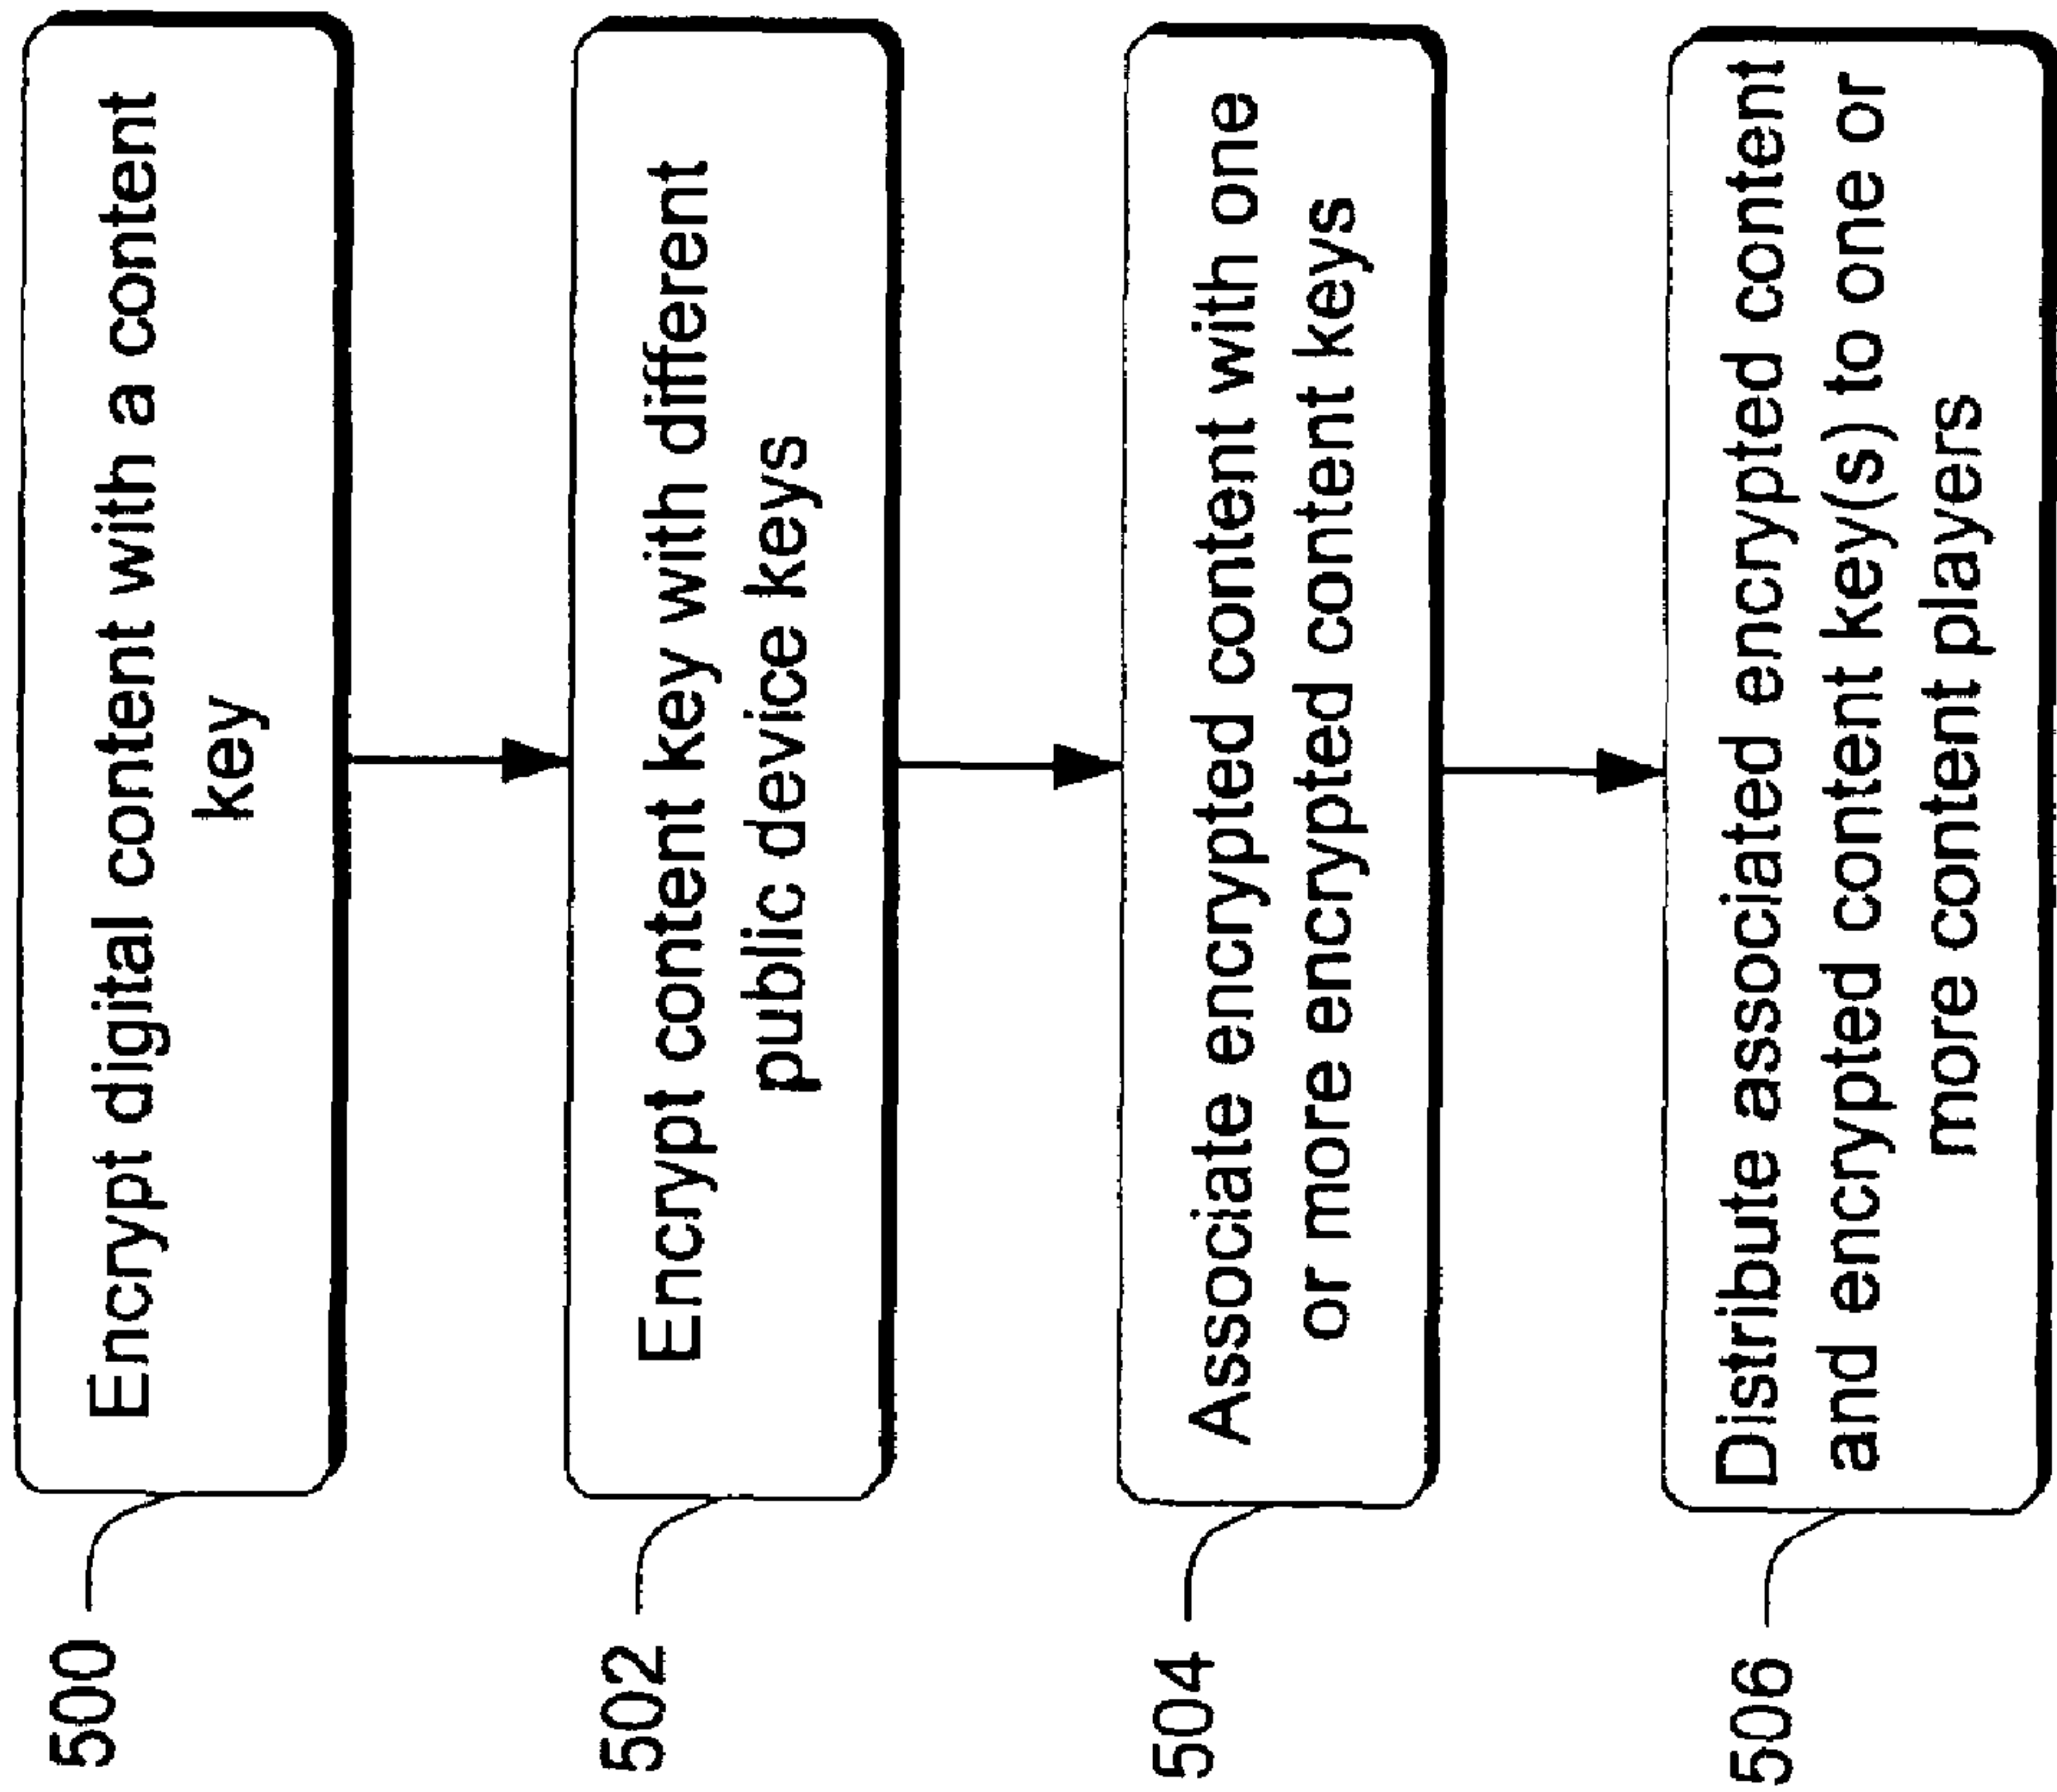 500
Encrypt digital content with a content
key
502
Encrypt content key with different
public device keys
504
Associate encrypted content with one
or more encrypted content keys
506
Distribute associated encrypted content
and encrypted content key(s) to one or
more content players